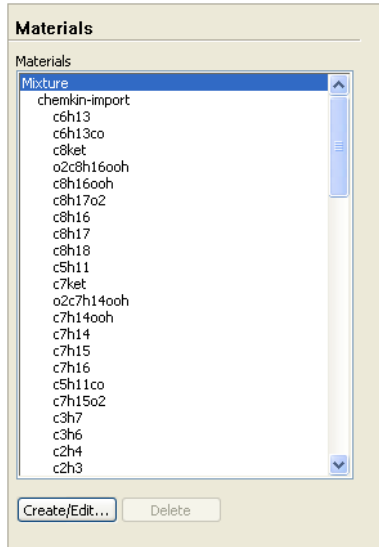 Materials
Materials
Mixture
chemkin-import
c6h13
c6h13co
c8ket
o2c8h16ooh
c8h16ooh
c8h17o2
c8h16
c8h17
c8h18
c5h11
c7ket
o2c7h14ooh
c7h14ooh
c7h14
c7h15
c7h16
c5h11co
c7h15o2
c3h7
c3h6
c2h4
c2h3
Create/Edit... Delete